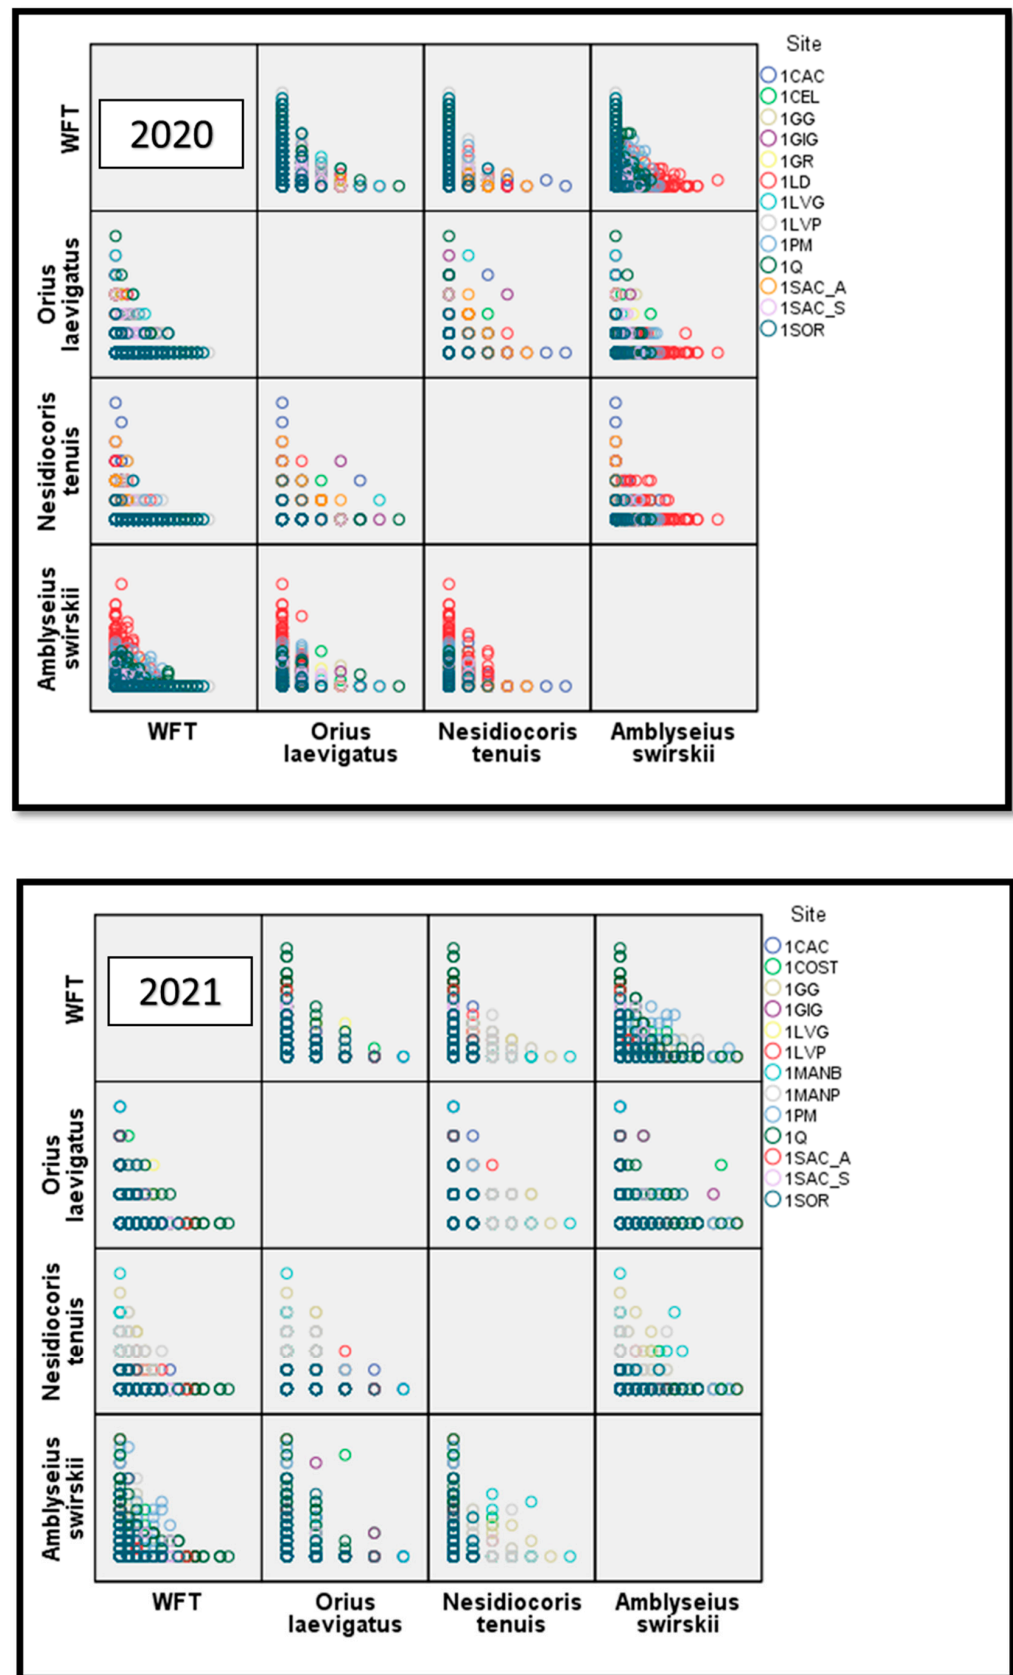 Site
1CAC
1CEL
1GG
1GIG
1GR
1LD
1LVG
1LVP
1PM
1Q
1SAC_A
1SAC_S
1SOR
2020
WFT
Orius
laevigatus
Nesidiocoris
tenuis
Amblyseius
swirskii
WFT
Orius
laevigatus
Nesidiocoris
tenuis
Amblyseius
swirskii
Site
1CAC
1COST
1GG
1GIG
1LVG
1LVP
1MANB
1MANP
1PM
1Q
1SAC_A
1SAC_S
1SOR
2021
WFT
Orius
laevigatus
Nesidiocoris
tenuis
Amblyseius
swirskii
WFT
Orius
laevigatus
Nesidiocoris
tenuis
Amblyseius
swirskii